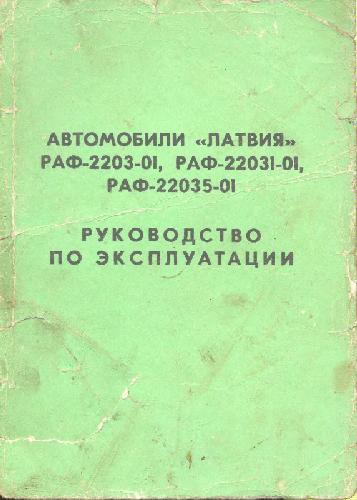 АВТОМОБИЛИ «ЛАТВИЯ»
РАФ-2203-01, РАФ-22031-01,
РАФ-22035-01
РУКОВОДСТВО
ПО ЭКСПЛУАТАЦИИ